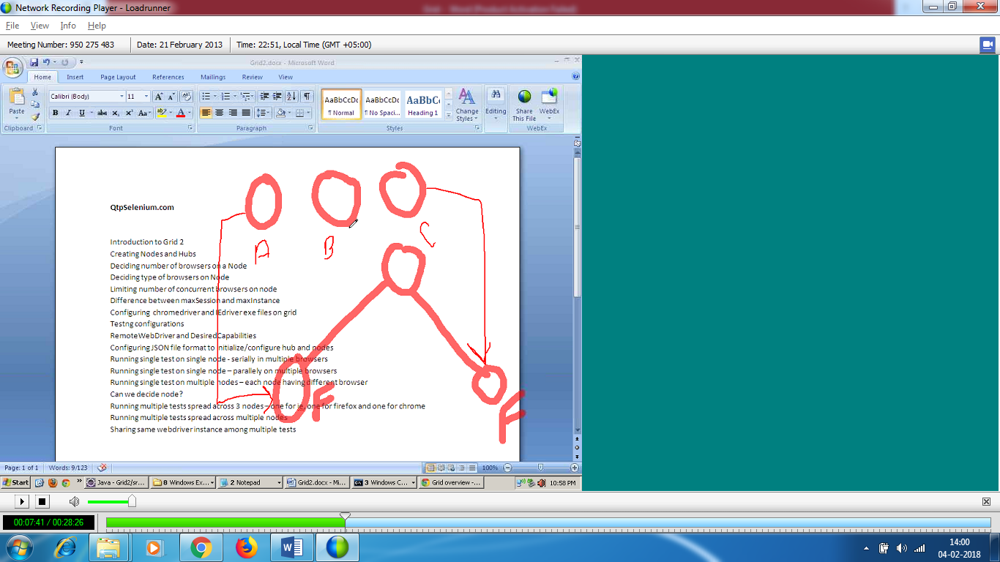 Grid - Word (Product Activation Failed)
Network Recording Player - Loadrunner
File View Info Help
Meeting Number: 950 275 483 Date: 21 February 2013 Time: 22:51, Local Time (GMT +05:00)
Grid2.docx - Microsoft Word
Home Insert Page Layout References Mailings Review View
Paste
Calibri (Body) 11
AaBbCcDc AaBbCcDc AaBbCc
¶ Normal ¶ No Spaci... Heading 1
Change Styles Editing Share This File WebEx
Clipboard Font Paragraph Styles WebEx
QtpSelenium.com
A B C
Introduction to Grid 2
Creating Nodes and Hubs
Deciding number of browsers on a Node
Deciding type of browsers on Node
Limiting number of concurrent browsers on node
Difference between maxSession and maxInstance
Configuring chromedriver and IEdriver exe files on grid
Testng configurations
RemoteWebDriver and DesiredCapabilities
Configuring JSON file format to initialize/configure hub and nodes
Running single test on single node - serially in multiple browsers
Running single test on single node – parallely on multiple browsers
Running single test on multiple nodes – each node having different browser
Can we decide node?
Running multiple tests spread across 3 nodes – one for ie, one for firefox and one for chrome
Running multiple tests spread across multiple nodes
Sharing same webdriver instance among multiple tests
F F
Page: 1 of 1 Words: 9/123 100%
Start Java - Grid2/sr... 8 Windows Ex... 2 Notepad Grid2.docx - Mi... 3 Windows C... Grid overview -... 10:58 PM
00:07:41 / 00:28:26
14:00
04-02-2018